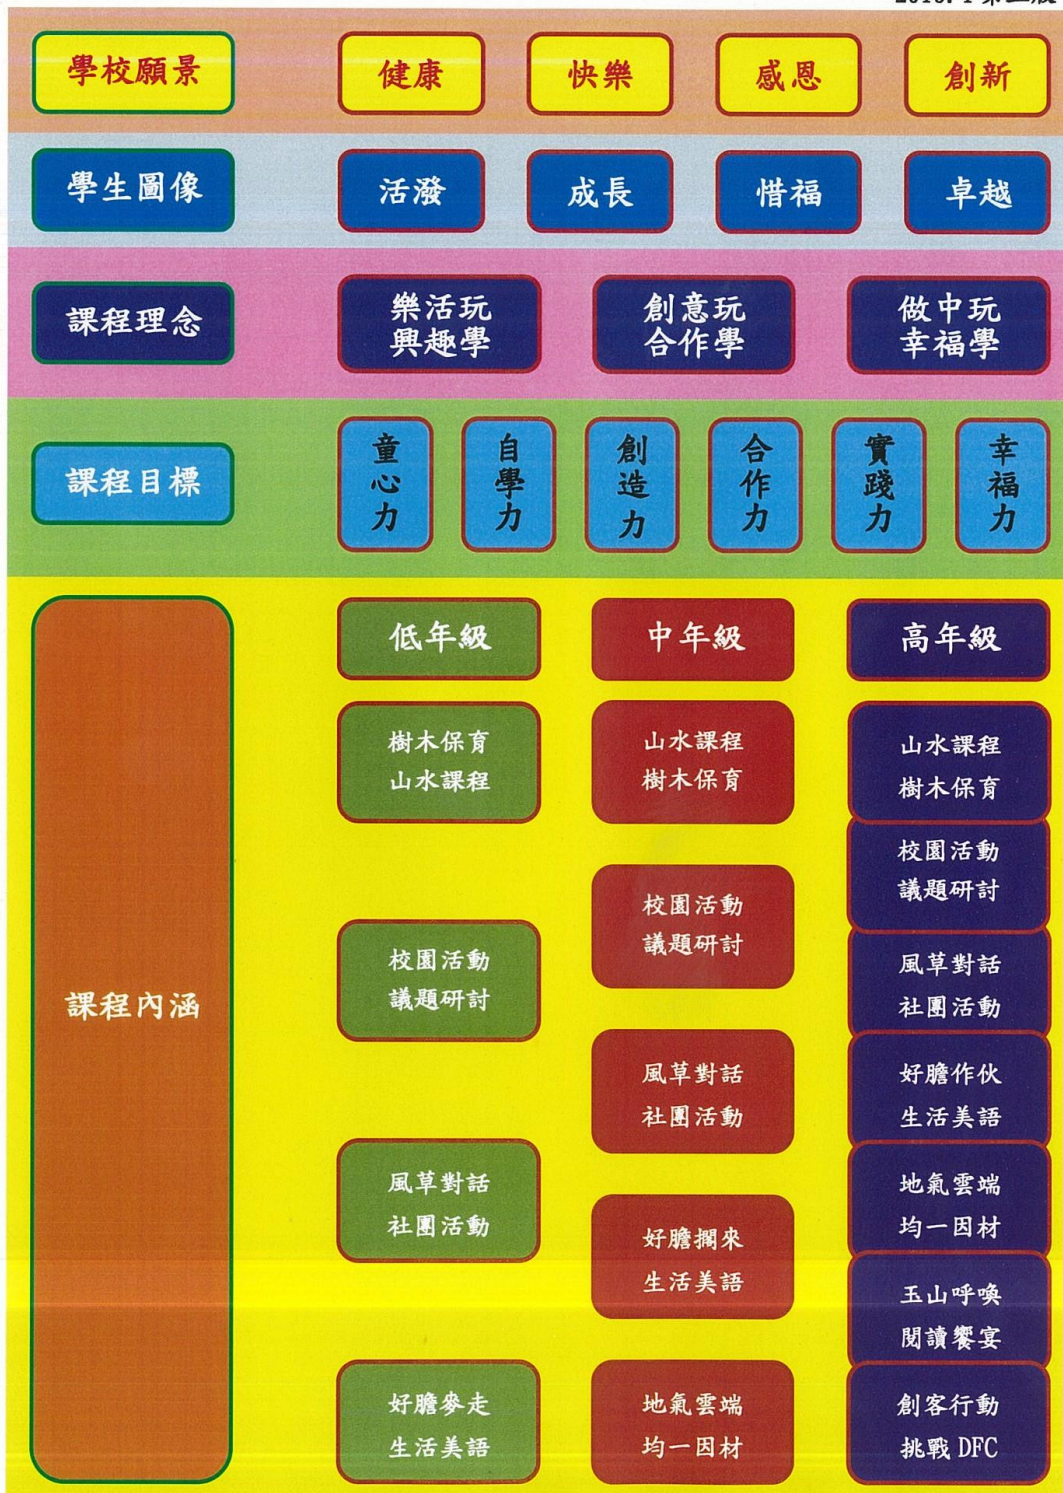 學校願景
健康
快樂
感恩
創新
學生圖像
活潑
成長
惜福
卓越
課程理念
樂活玩
興趣學
創意玩
合作學
做中玩
幸福學
課程目標
童心力
自學力
創造力
合作力
實踐力
幸福力
課程內涵
低年級
中年級
高年級
樹木保育
山水課程
校園活動
議題研討
風草對話
社團活動
好膽麥走
生活美語
山水課程
樹木保育
校園活動
議題研討
風草對話
社團活動
好膽擱來
生活美語
地氣雲端
均一因材
山水課程
樹木保育
校園活動
議題研討
風草對話
社團活動
好膽作伙
生活美語
地氣雲端
均一因材
玉山呼喚
閱讀饗宴
創客行動
挑戰 DFC